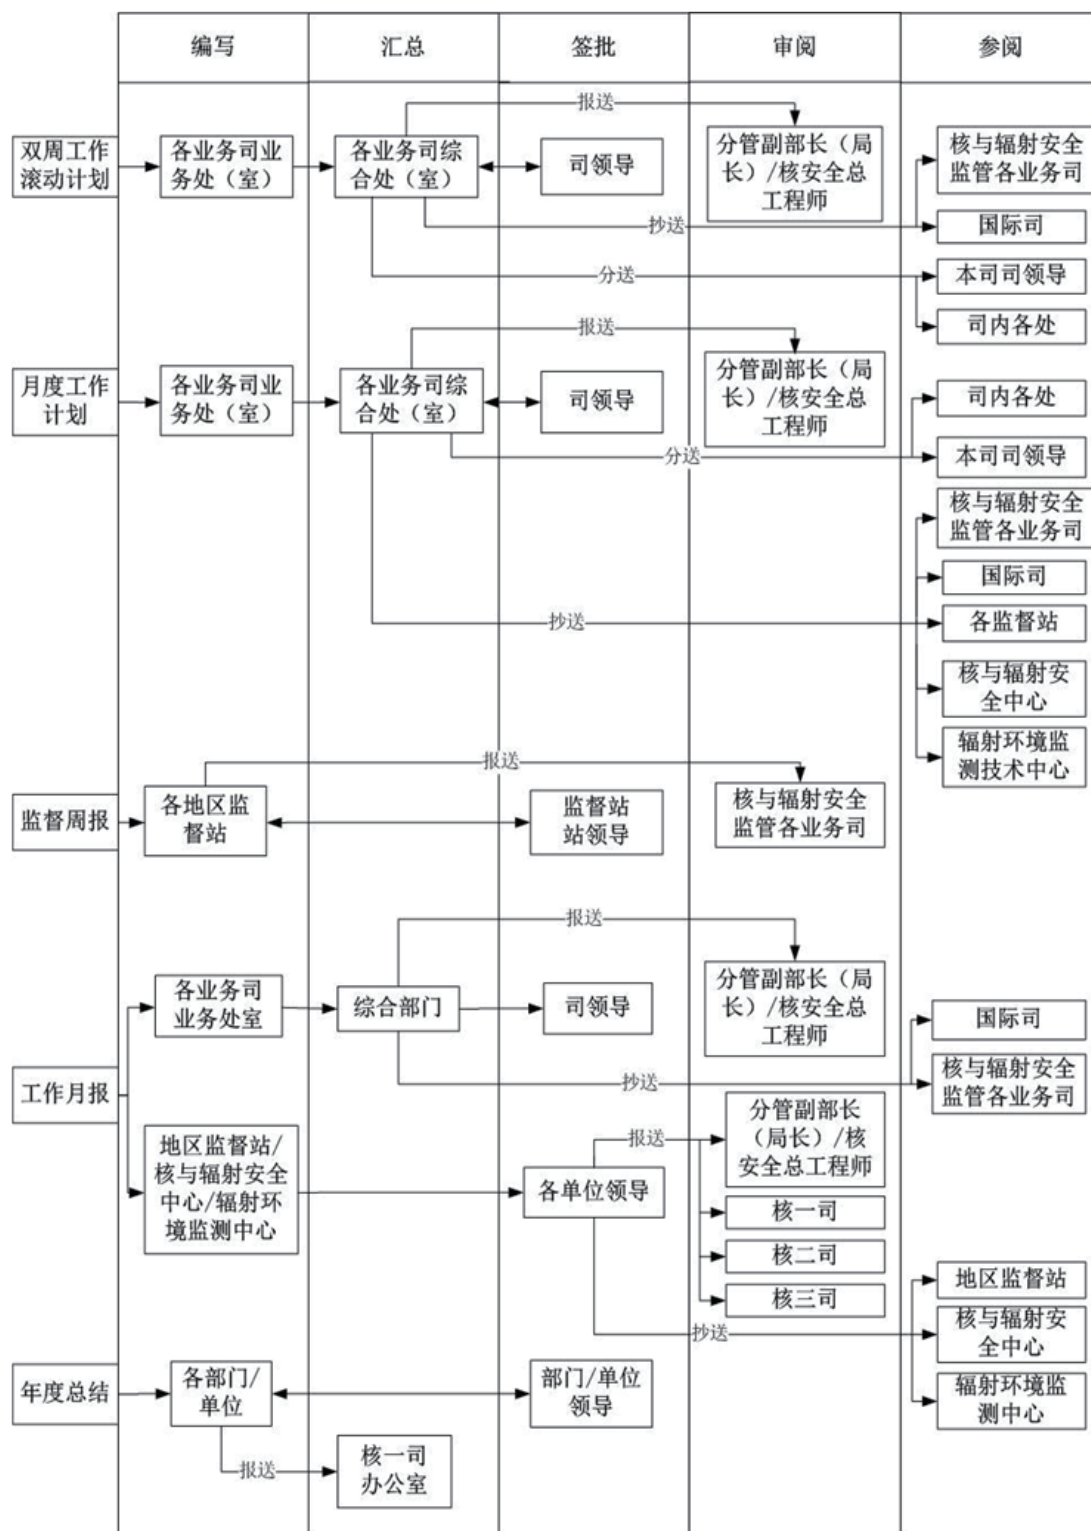 编写
汇总
签批
审阅
参阅
双周工作
滚动计划
各业务司业
务处（室）
各业务司综
合处（室）
司领导
报送
分管副部长（局
长）/核安全总
工程师
抄送
核与辐射安全
监管各业务司
国际司
分送
本司司领导
司内各处
月度工作
计划
各业务司业
务处（室）
各业务司综
合处（室）
司领导
报送
分管副部长（局
长）/核安全总
工程师
分送
司内各处
本司司领导
抄送
核与辐射安全
监管各业务司
国际司
各监督站
核与辐射安
全中心
辐射环境监
测技术中心
监督周报
各地区监
督站
报送
监督站
站领导
核与辐射安全
监管各业务司
工作月报
各业务司
业务处室
综合部门
司领导
报送
分管副部长（局
长）/核安全总
工程师
抄送
国际司
核与辐射安全
监管各业务司
地区监督站/
核与辐射安全
中心/辐射环
境监测中心
各单位领导
报送
分管副部长
（局长）/核
安全总工程师
核一司
核二司
核三司
抄送
地区监督站
核与辐射安
全中心
辐射环境监
测中心
年度总结
各部门/
单位
部门/单位
领导
报送
核一司
办公室